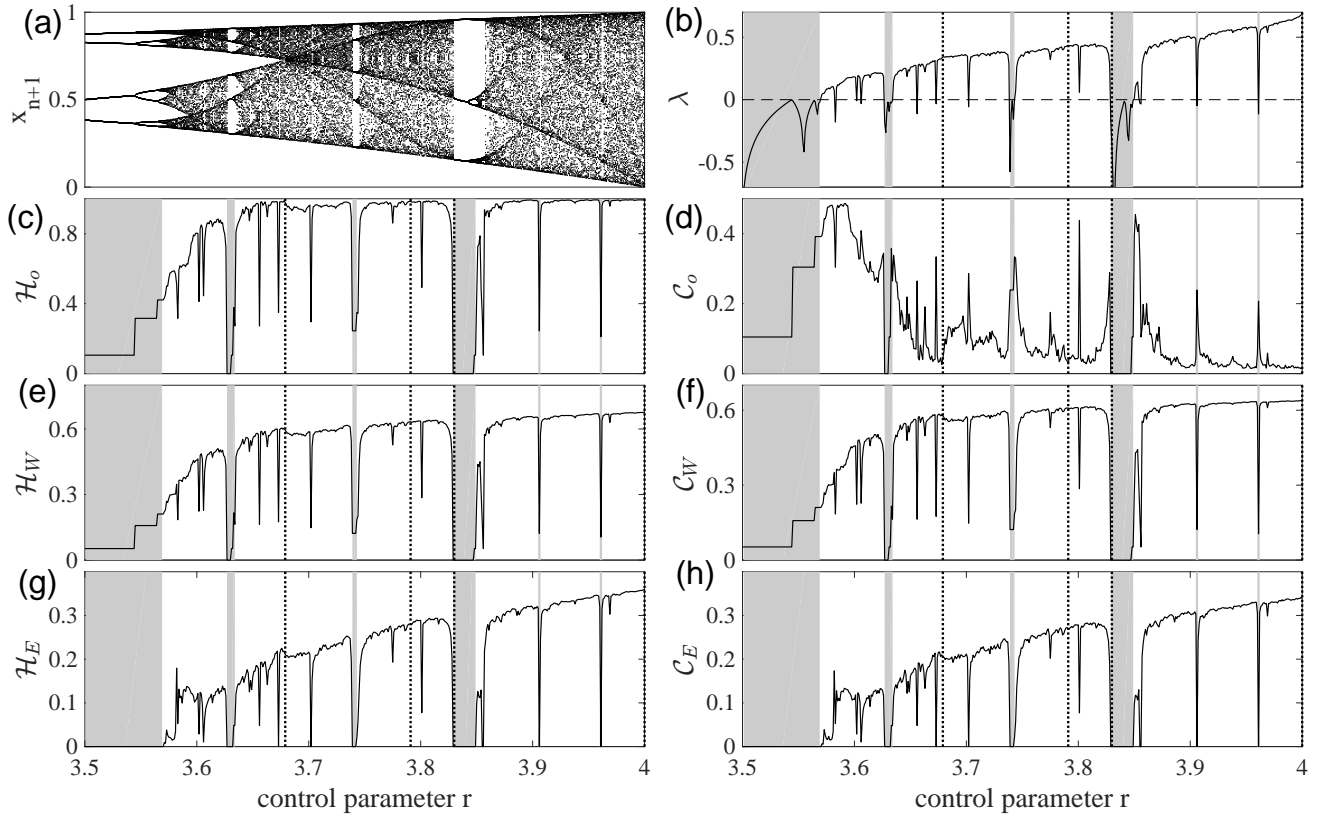 (a)
1
0.5
0
x_{n+1}
(b)
0.5
0
-0.5
λ
(c)
0.8
0.4
0
ℋ_o
(d)
0.4
0.2
0
𝒞_o
(e)
0.6
0.3
0
ℋ_W
(f)
0.6
0.3
0
𝒞_W
(g)
0.3
0.2
0.1
0
ℋ_E
3.5 3.6 3.7 3.8 3.9 4
control parameter r
(h)
0.3
0.2
0.1
0
𝒞_E
3.5 3.6 3.7 3.8 3.9 4
control parameter r